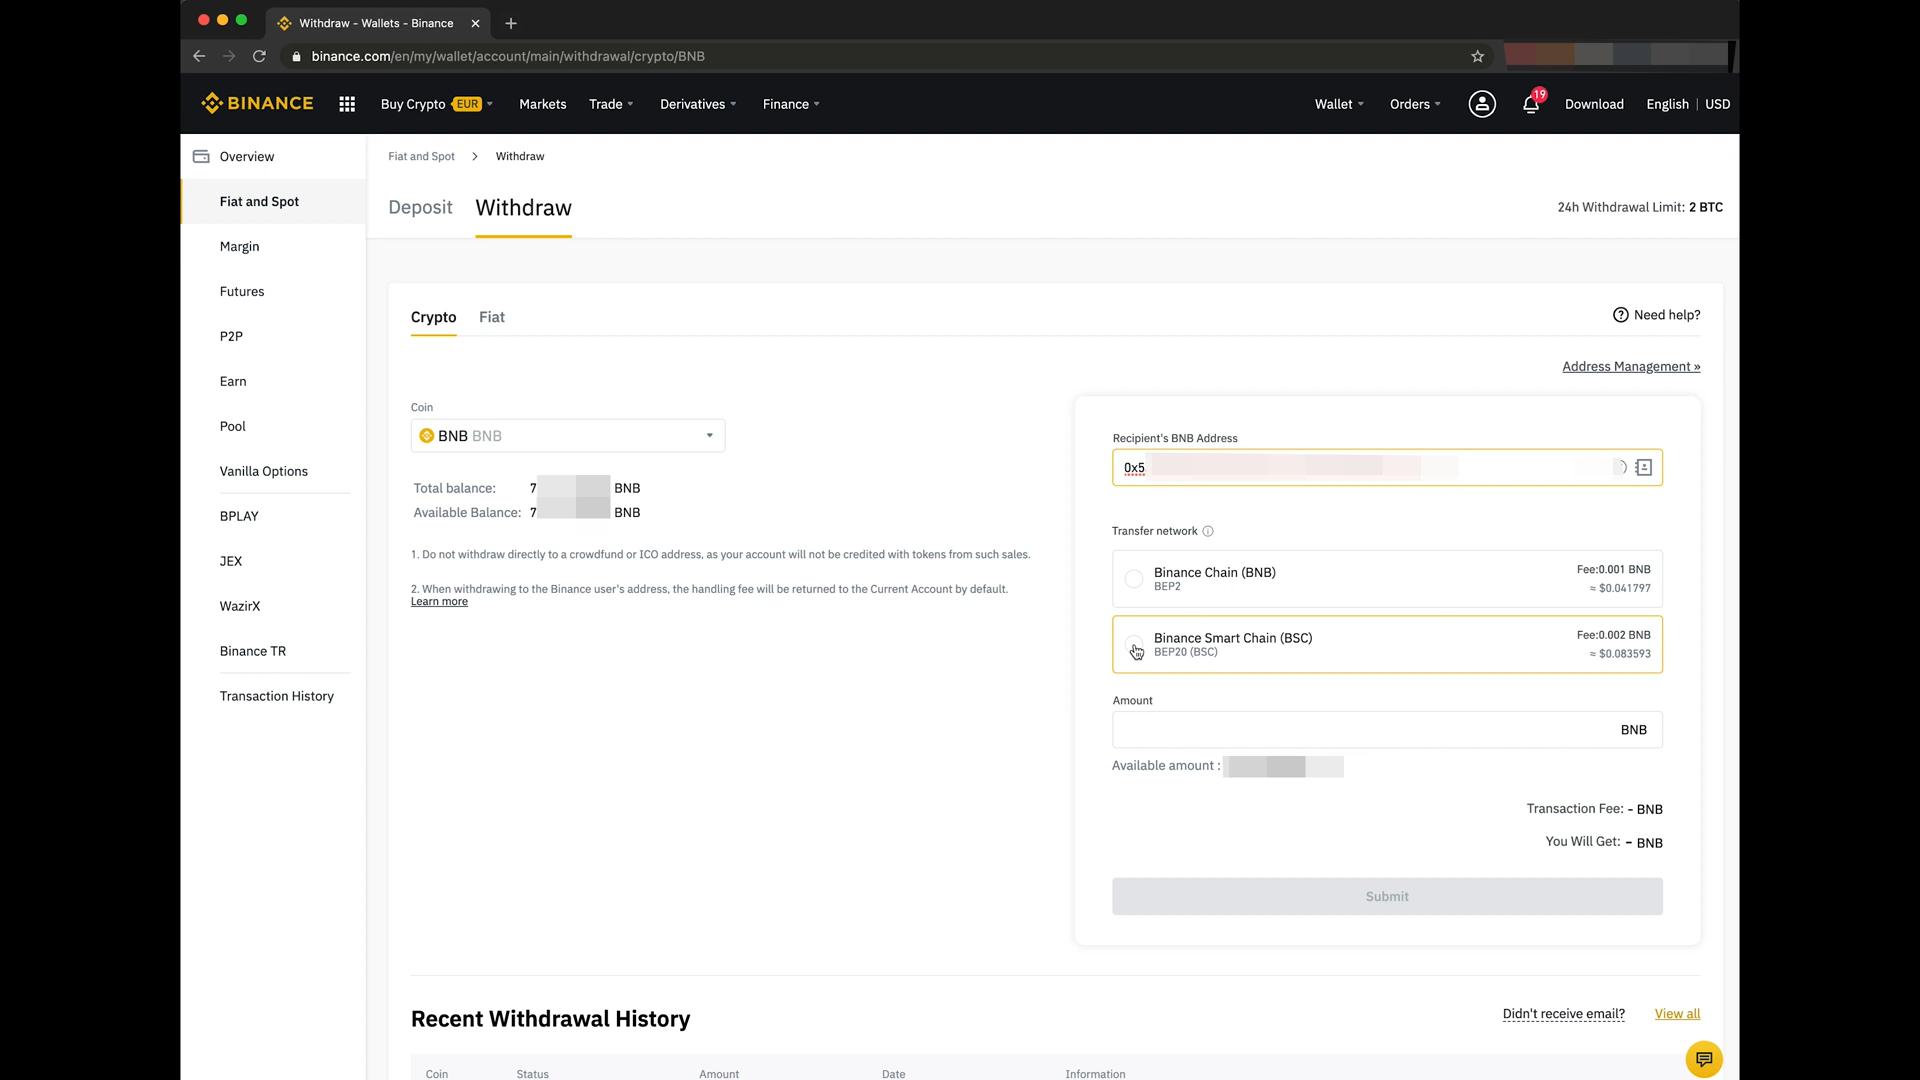 Withdraw - Wallets - Binance
binance.com/en/my/wallet/account/main/withdrawal/crypto/BNB
BINANCE Buy Crypto EUR Markets Trade Derivatives Finance Wallet Orders 19 Download English | USD
Overview
Fiat and Spot
Margin
Futures
P2P
Earn
Pool
Vanilla Options
BPLAY
JEX
WazirX
Binance TR
Transaction History
Fiat and Spot > Withdraw
Deposit Withdraw
24h Withdrawal Limit: 2 BTC
Crypto Fiat
Need help?
Address Management »
Coin
BNB BNB
Total balance: 7 BNB
Available Balance: 7 BNB
1. Do not withdraw directly to a crowdfund or ICO address, as your account will not be credited with tokens from such sales.
2. When withdrawing to the Binance user's address, the handling fee will be returned to the Current Account by default.
Learn more
Recipient's BNB Address
0x5
Transfer network
Binance Chain (BNB) Fee:0.001 BNB
BEP2 ≈ $0.041797
Binance Smart Chain (BSC) Fee:0.002 BNB
BEP20 (BSC) ≈ $0.083593
Amount
BNB
Available amount :
Transaction Fee: - BNB
You Will Get: - BNB
Submit
Recent Withdrawal History
Didn't receive email? View all
Coin Status Amount Date Information